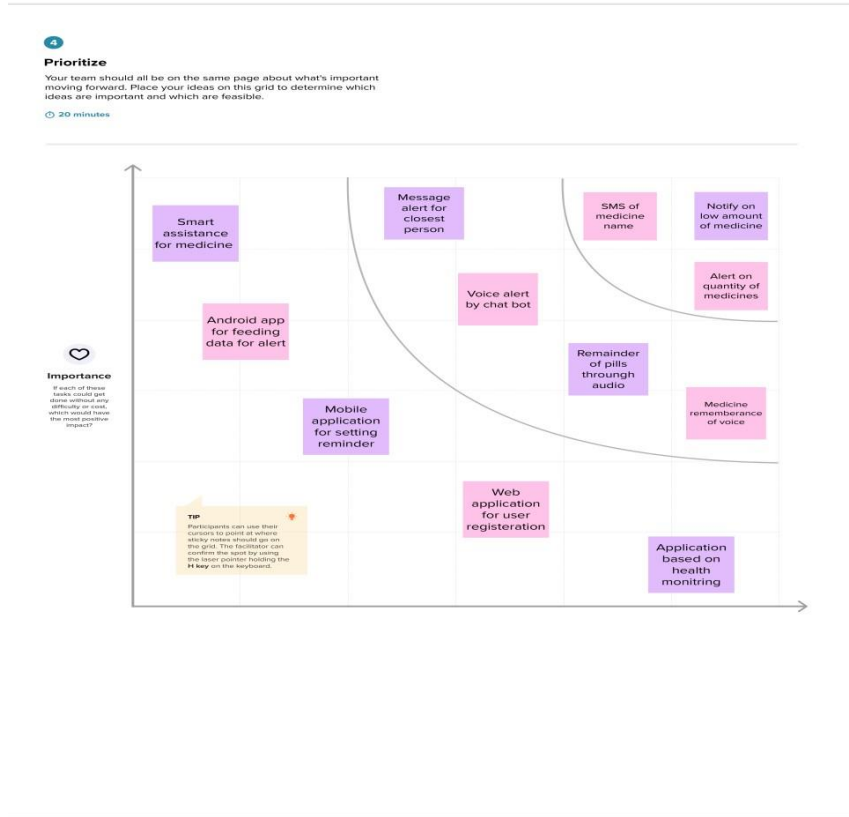 4
Prioritize
Your team should all be on the same page about what's important
moving forward. Place your ideas on this grid to determine which
ideas are important and which are feasible.
20 minutes
Smart
assistance
for medicine
Message
alert for
closest
person
SMS of
medicine
name
Notify on
low amount
of medicine
Alert on
quantity of
medicines
Voice alert
by chat bot
Android app
for feeding
data for alert
Remainder
of pills
through
audio
Importance
If each of these
tasks could get
done without any
difficulty or cost,
which would have
the most positive
impact?
Medicine
rememberance
of voice
Mobile
application
for setting
reminder
Web
application
for user
registeration
TIP
Participants can use their
cursors to point at where
sticky notes should go on
the grid. The facilitator can
confirm the spot by using
the laser pointer holding the
H key on the keyboard.
Application
based on
health
monitring